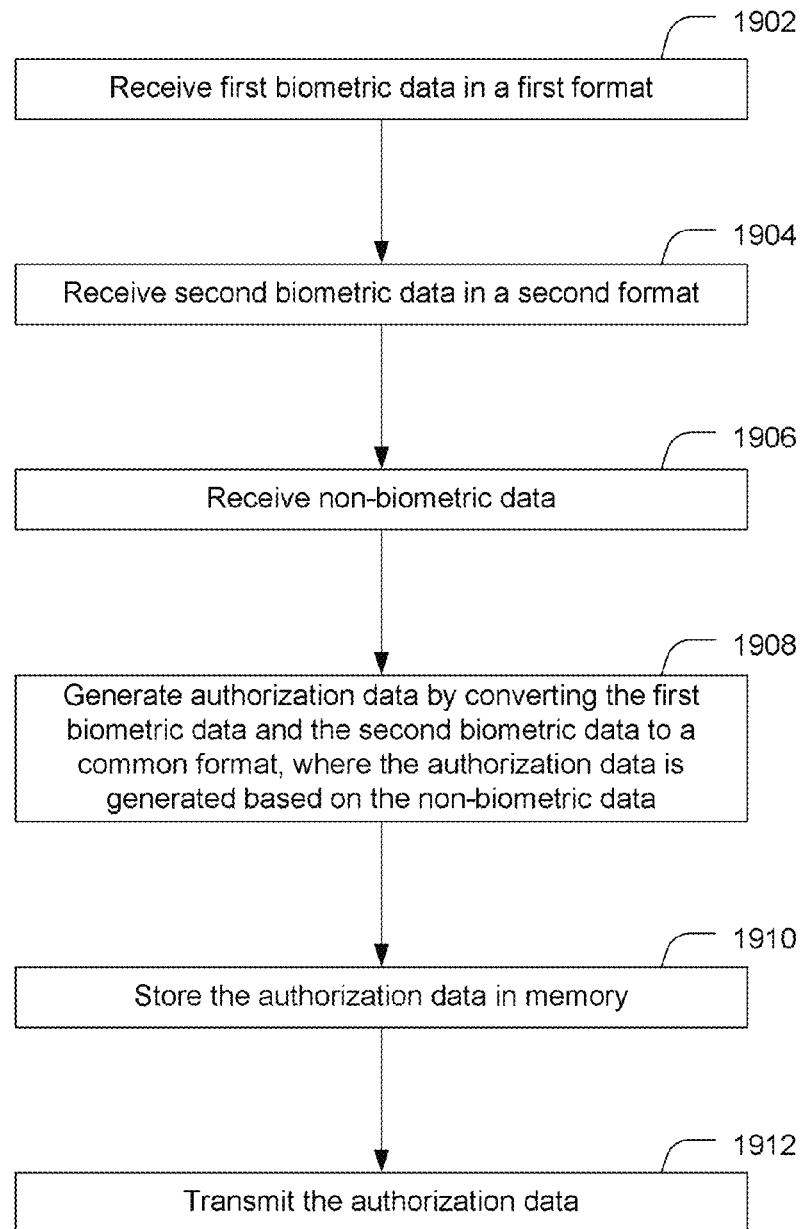 1902
Receive first biometric data in a first format
1904
Receive second biometric data in a second format
1906
Receive non-biometric data
1908
Generate authorization data by converting the first
biometric data and the second biometric data to a
common format, where the authorization data is
generated based on the non-biometric data
1910
Store the authorization data in memory
1912
Transmit the authorization data